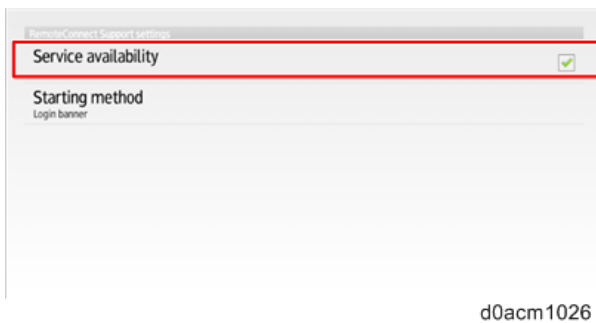 RemoteConnect Support settings
Service availability
Starting method
Login banner
d0acm1026